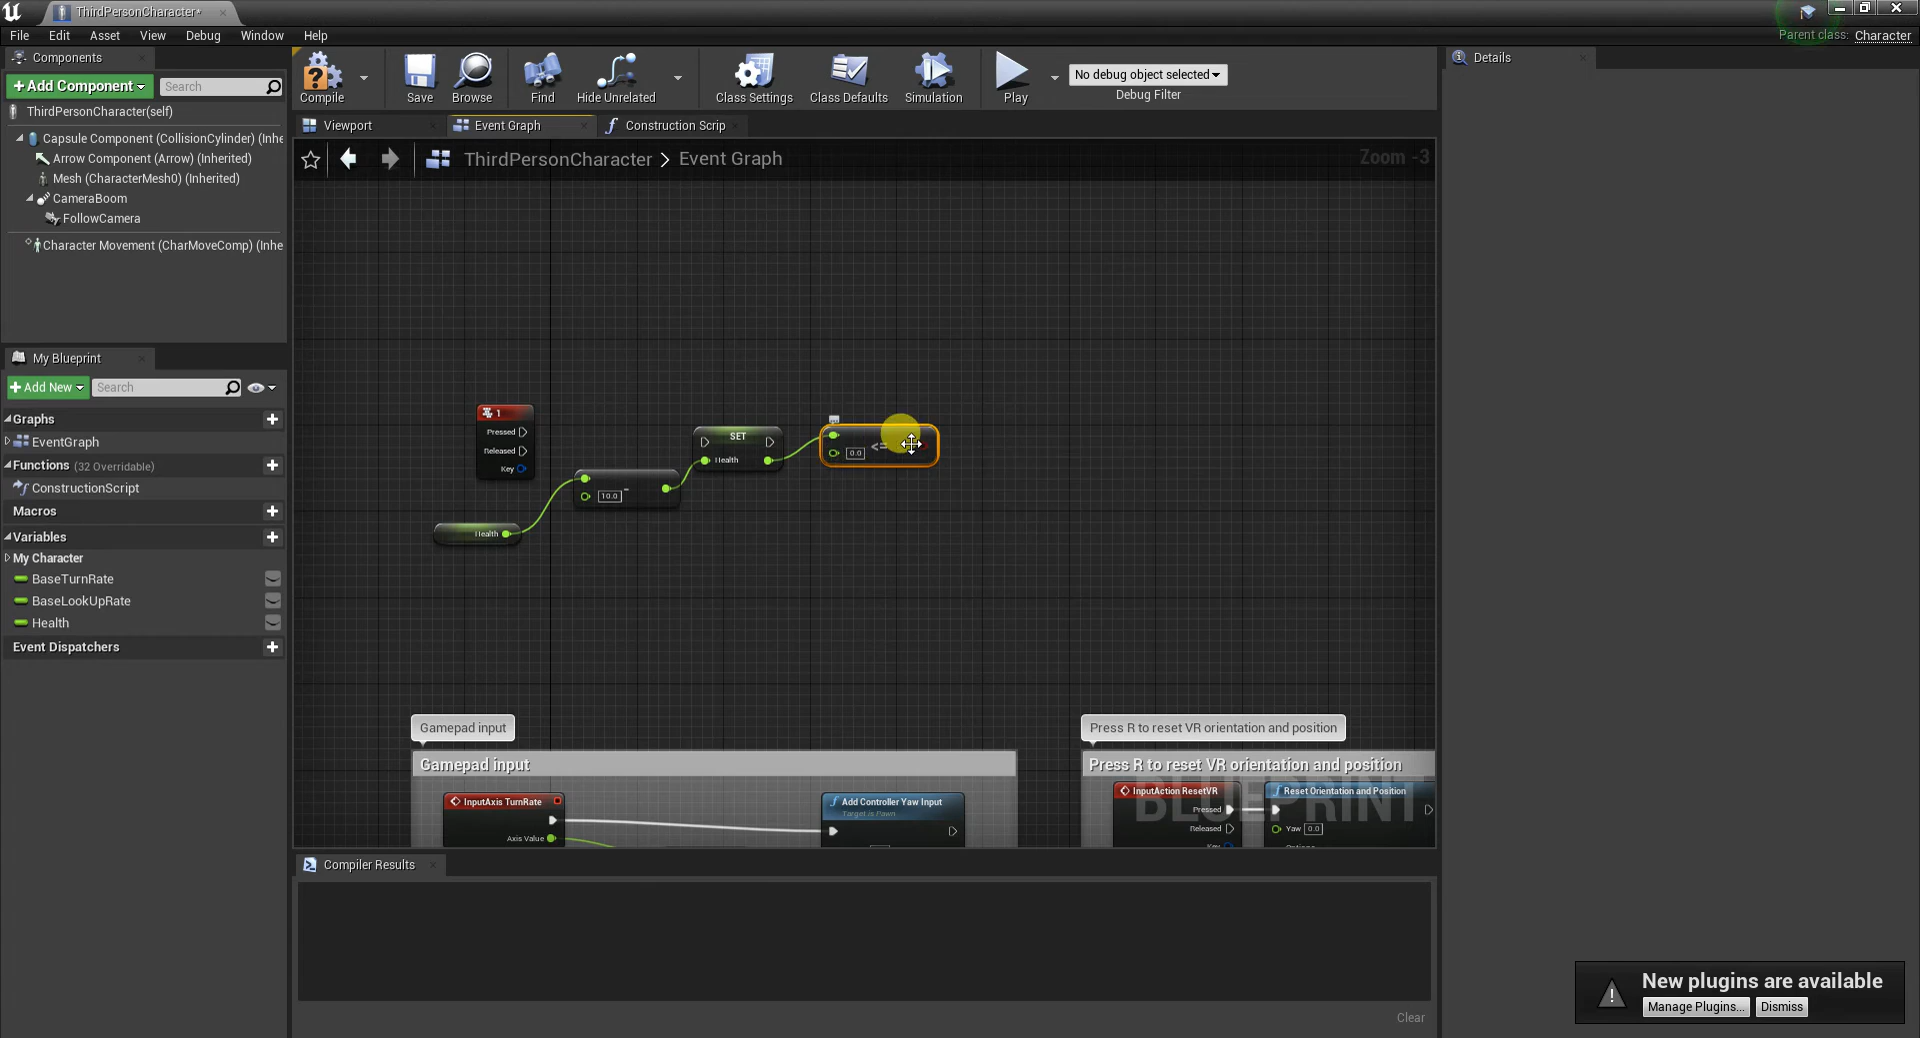 ThirdPersonCharacter*
File Edit Asset View Debug Window Help
Parent class: Character
Components
+Add Component
Search
ThirdPersonCharacter(self)
Capsule Component (CollisionCylinder) (Inhe
Arrow Component (Arrow) (Inherited)
Mesh (CharacterMesh0) (Inherited)
CameraBoom
FollowCamera
Character Movement (CharMoveComp) (Inhe
My Blueprint
+Add New
Search
Graphs
EventGraph
Functions (32 Overridable)
ConstructionScript
Macros
Variables
My Character
BaseTurnRate
BaseLookUpRate
Health
Event Dispatchers
Compile
Save
Browse
Find
Hide Unrelated
Class Settings
Class Defaults
Simulation
Play
No debug object selected
Debug Filter
Viewport
Event Graph
Construction Scrip
ThirdPersonCharacter > Event Graph
Zoom -3
1
Pressed
Released
Key
Health
10.0
-
SET
Health
0.0
<=
Gamepad input
Gamepad input
InputAxis TurnRate
Axis Value
Add Controller Yaw Input
Target is Pawn
Press R to reset VR orientation and position
Press R to reset VR orientation and position
InputAction ResetVR
Pressed
Released
Key
Reset Orientation and Position
Yaw 0.0
Options
BLUEPRINT
Compiler Results
Clear
Details
New plugins are available
Manage Plugins...
Dismiss